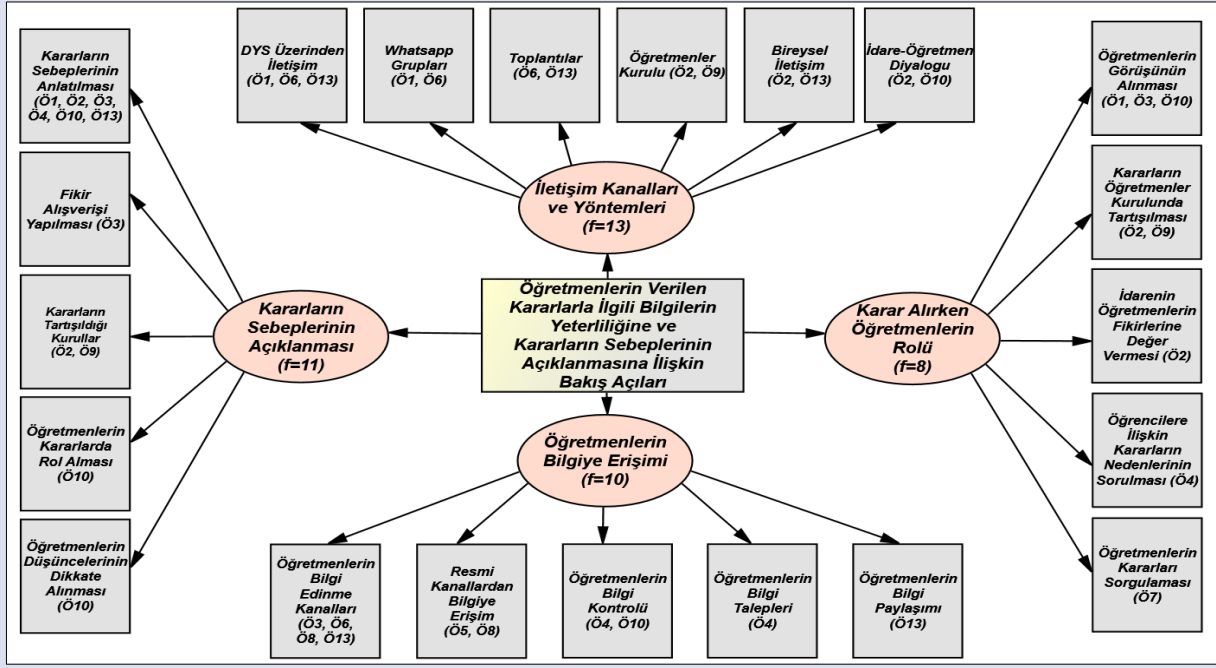 Kararların
Sebeplerinin
Anlatılması
(Ö1, Ö2, Ö3,
Ö4, Ö10, Ö13)
Fikir
Alışverişi
Yapılması (Ö3)
Kararların
Tartışıldığı
Kurullar
(Ö2, Ö9)
Öğretmenlerin
Kararlarda
Rol Alması
(Ö10)
Öğretmenlerin
Düşüncelerinin
Dikkate
Alınması
(Ö10)
DYS Üzerinden
İletişim
(Ö1, Ö6, Ö13)
Whatsapp
Grupları
(Ö1, Ö6)
Toplantılar
(Ö6, Ö13)
Öğretmenler
Kurulu (Ö2, Ö9)
Bireysel
İletişim
(Ö2, Ö13)
İdare-Öğretmen
Diyalogu
(Ö2, Ö10)
İletişim Kanalları
ve Yöntemleri
(f=13)
Kararların
Sebeplerinin
Açıklanması
(f=11)
Öğretmenlerin Verilen
Kararlarla İlgili Bilgilerin
Yeterliliğine ve
Kararların Sebeplerinin
Açıklanmasına İlişkin
Bakış Açıları
Karar Alırken
Öğretmenlerin
Rolü
(f=8)
Öğretmenlerin
Bilgiye Erişimi
(f=10)
Öğretmenlerin
Bilgi
Edinme
Kanalları
(Ö3, Ö6,
Ö8, Ö13)
Resmi
Kanallardan
Bilgiye
Erişim
(Ö5, Ö8)
Öğretmenlerin
Bilgi
Kontrolü
(Ö4, Ö10)
Öğretmenlerin
Bilgi
Talepleri
(Ö4)
Öğretmenlerin
Bilgi
Paylaşımı
(Ö13)
Öğretmenlerin
Görüşünün
Alınması
(Ö1, Ö3, Ö10)
Kararların
Öğretmenler
Kurulunda
Tartışılması
(Ö2, Ö9)
İdarenin
Öğretmenlerin
Fikirlerine
Değer
Vermesi (Ö2)
Öğrencilere
İlişkin
Kararların
Nedenlerinin
Sorulması (Ö4)
Öğretmenlerin
Kararları
Sorgulaması
(Ö7)